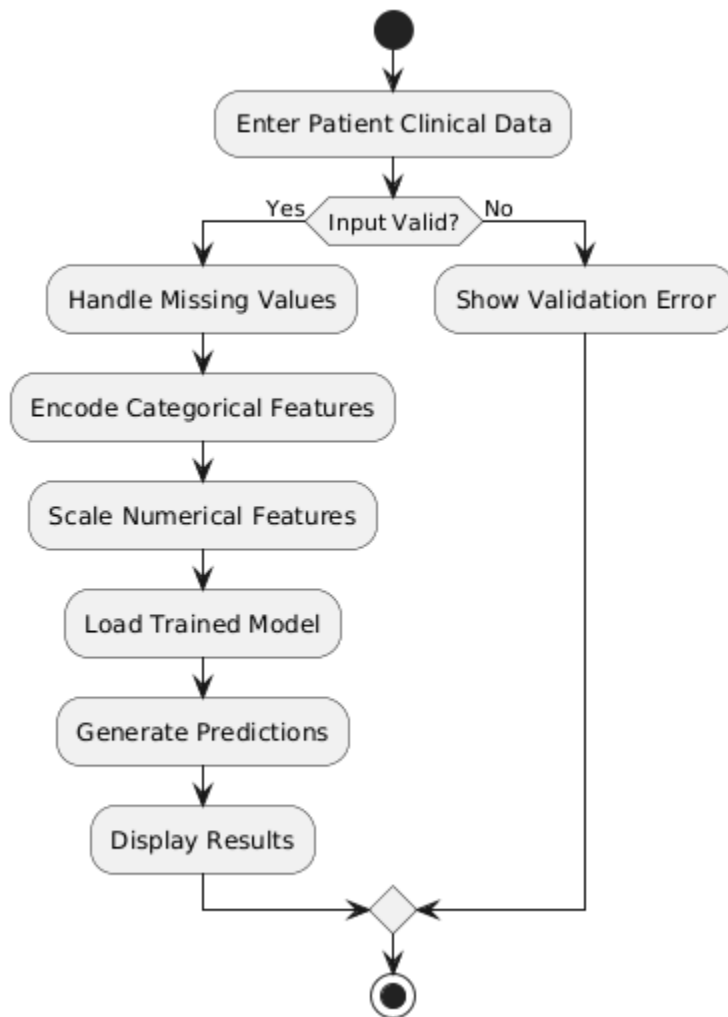 Enter Patient Clinical Data
Yes
Input Valid?
No
Handle Missing Values
Show Validation Error
Encode Categorical Features
Scale Numerical Features
Load Trained Model
Generate Predictions
Display Results